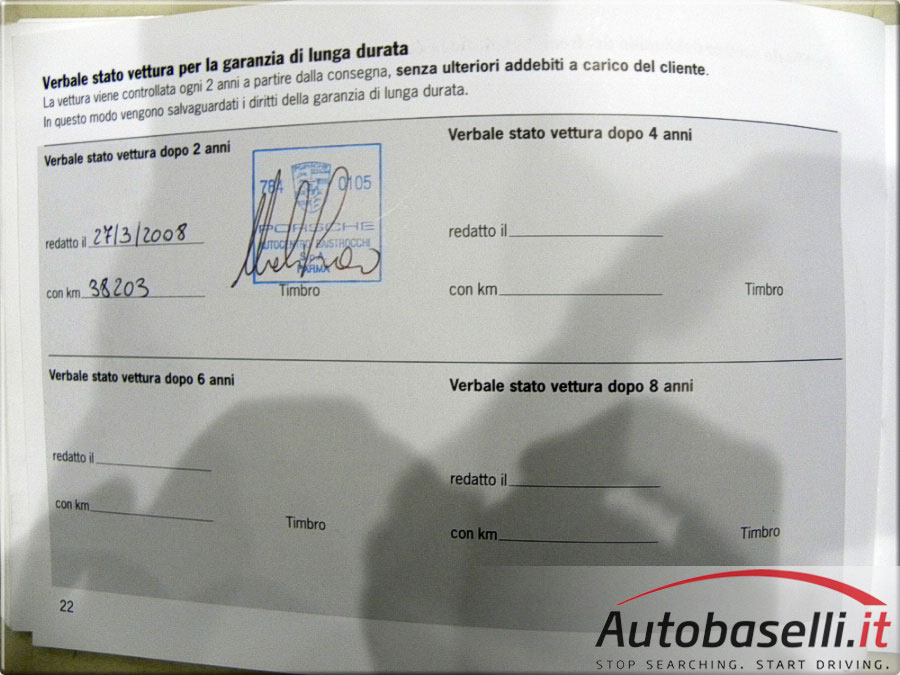 Verbale stato vettura per la garanzia di lunga durata
La vettura viene controllata ogni 2 anni a partire dalla consegna, senza ulteriori addebiti a carico del cliente.
In questo modo vengono salvaguardati i diritti della garanzia di lunga durata.
Verbale stato vettura dopo 2 anni
784 0105
PORSCHE
AUTOCENTRO BAISTROCCHI
S.p.A.
PARMA
redatto il 27/3/2008
con km 38203
Timbro
Verbale stato vettura dopo 4 anni
redatto il
con km
Timbro
Verbale stato vettura dopo 6 anni
redatto il
con km
Timbro
Verbale stato vettura dopo 8 anni
redatto il
con km
Timbro
22
Autobaselli.it
STOP SEARCHING. START DRIVING.